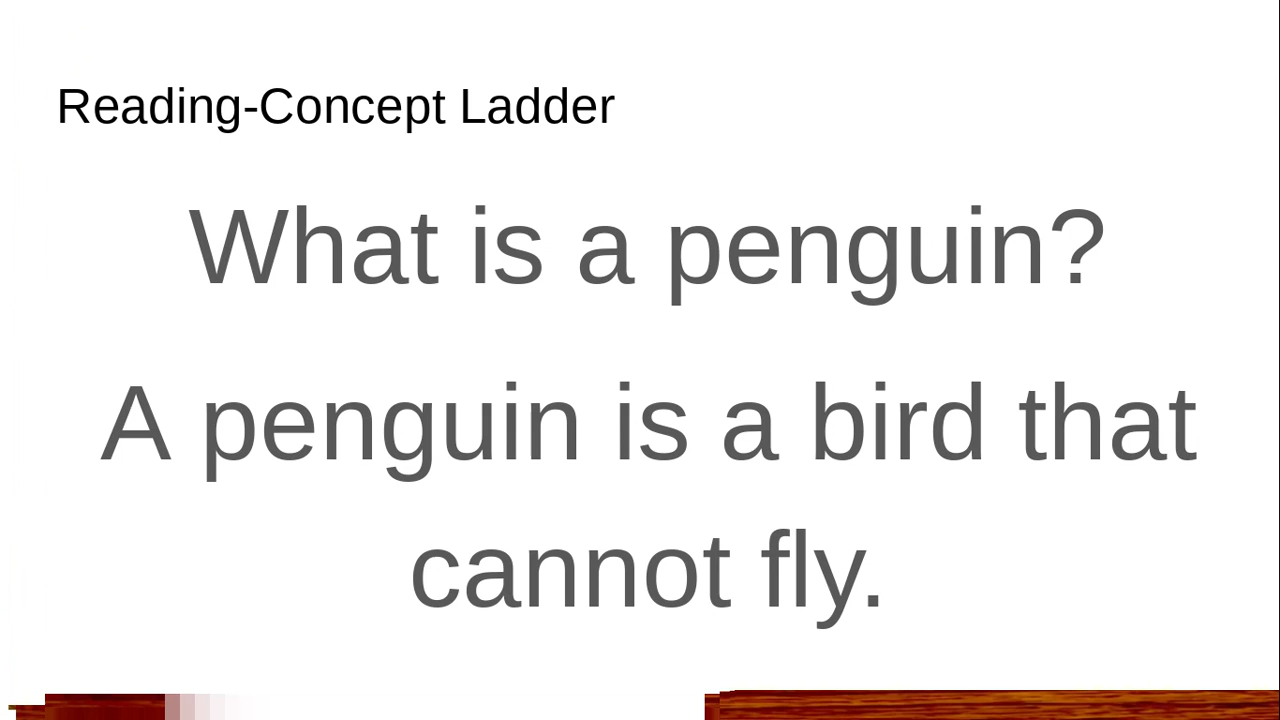 Reading-Concept Ladder
What is a penguin?
A penguin is a bird that
cannot fly.